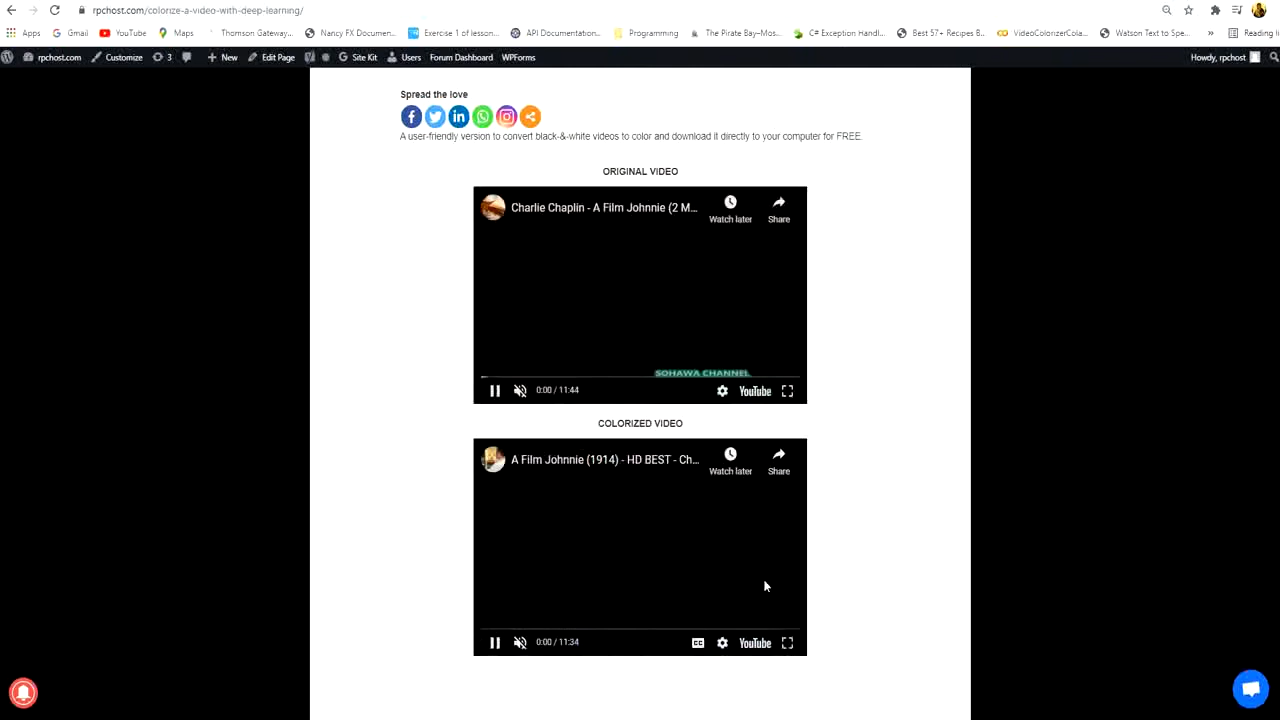 rpchost.com/colorize-a-video-with-deep-learning/
Apps Gmail YouTube Maps Thomson Gateway... Nancy FX Documen... Exercise 1 of lesson... API Documentation... Programming The Pirate Bay–Mos... C# Exception Handl... Best 57+ Recipes B... VideoColorizerCola... Watson Text to Spe... » Reading li
rpchost.com Customize 3 New Edit Page Site Kit Users Forum Dashboard WPForms Howdy, rpchost
Spread the love
A user-friendly version to convert black-&-white videos to color and download it directly to your computer for FREE.
ORIGINAL VIDEO
Charlie Chaplin - A Film Johnnie (2 M...
Watch later Share
SOHAWA CHANNEL
0:00 / 11:44 YouTube
COLORIZED VIDEO
A Film Johnnie (1914) - HD BEST - Ch...
Watch later Share
0:00 / 11:34 CC YouTube